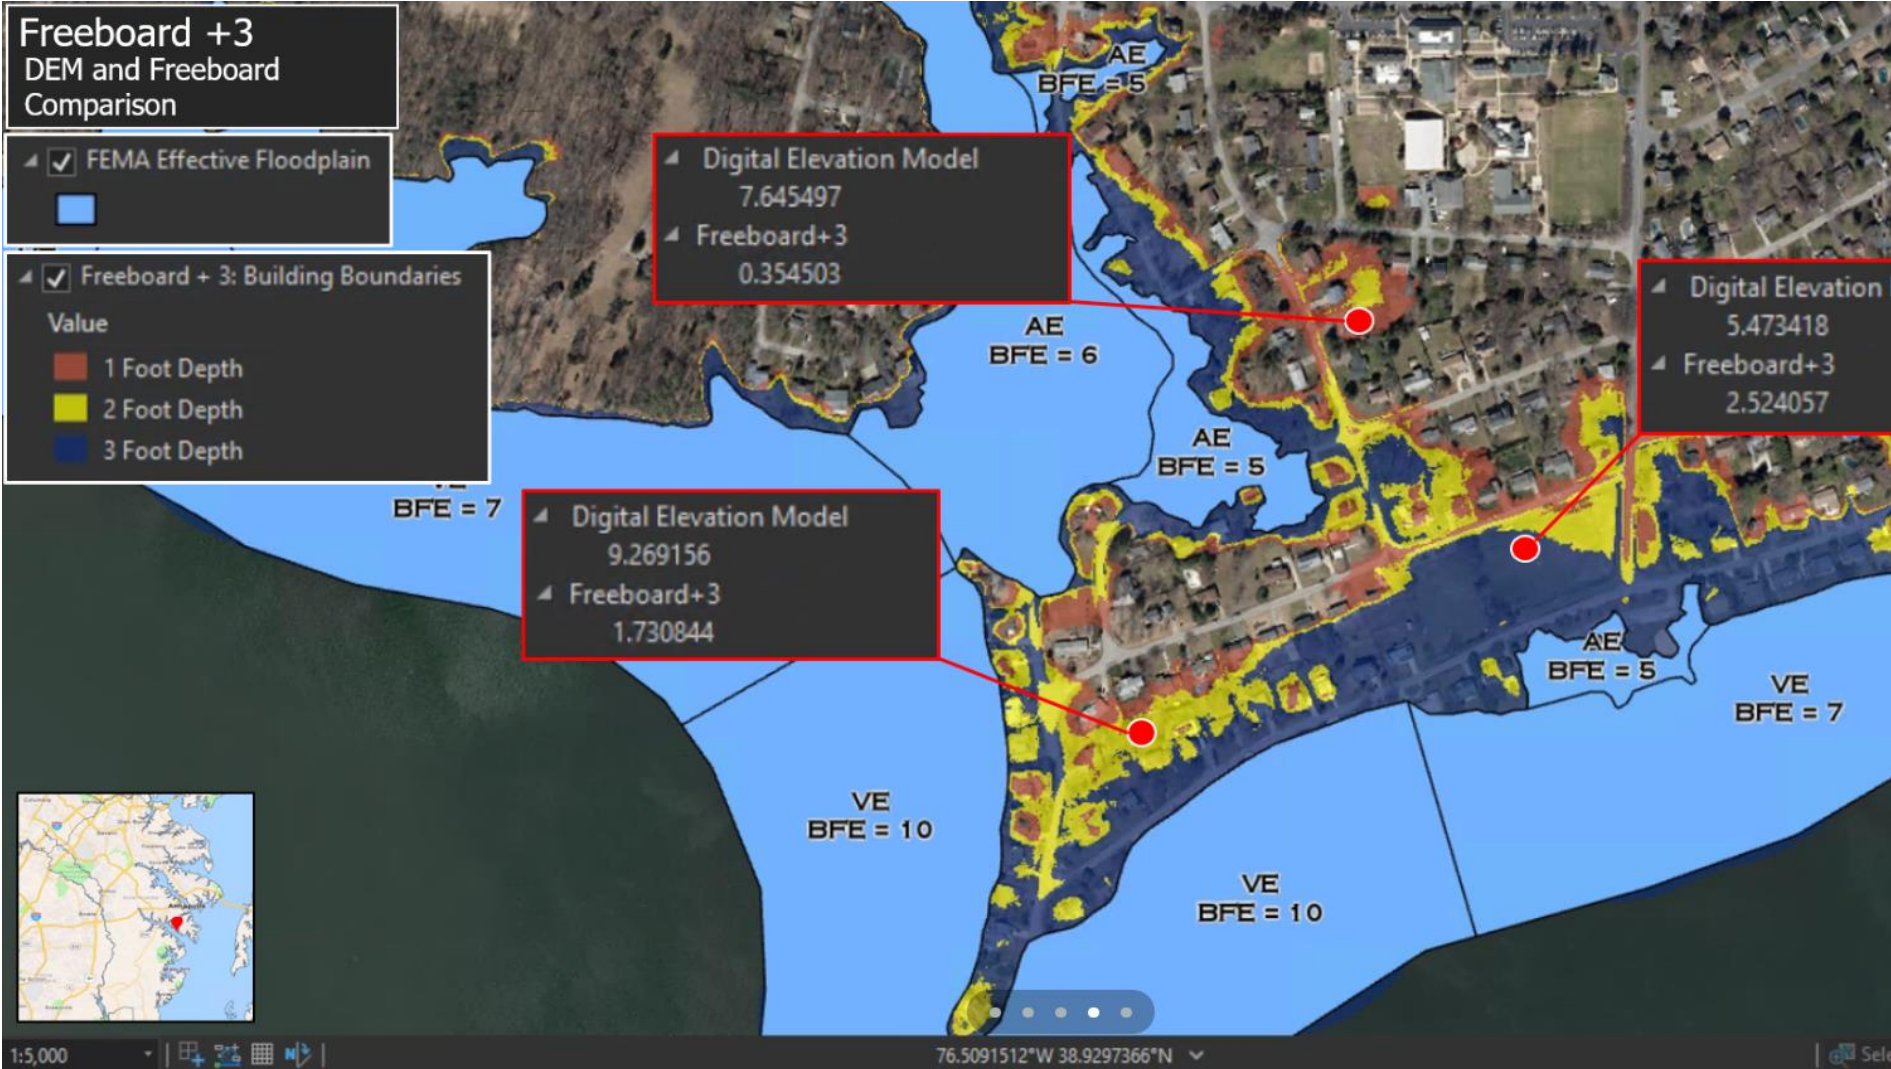 Freeboard +3
DEM and Freeboard
Comparison
FEMA Effective Floodplain
Freeboard + 3: Building Boundaries
Value
1 Foot Depth
2 Foot Depth
3 Foot Depth
AE
BFE = 5
Digital Elevation Model
7.645497
Freeboard+3
0.354503
Digital Elevation
5.473418
Freeboard+3
2.524057
AE
BFE = 6
AE
BFE = 5
BFE = 7
Digital Elevation Model
9.269156
Freeboard+3
1.730844
AE
BFE = 5
VE
BFE = 7
VE
BFE = 10
VE
BFE = 10
1:5,000
76.5091512°W 38.9297366°N